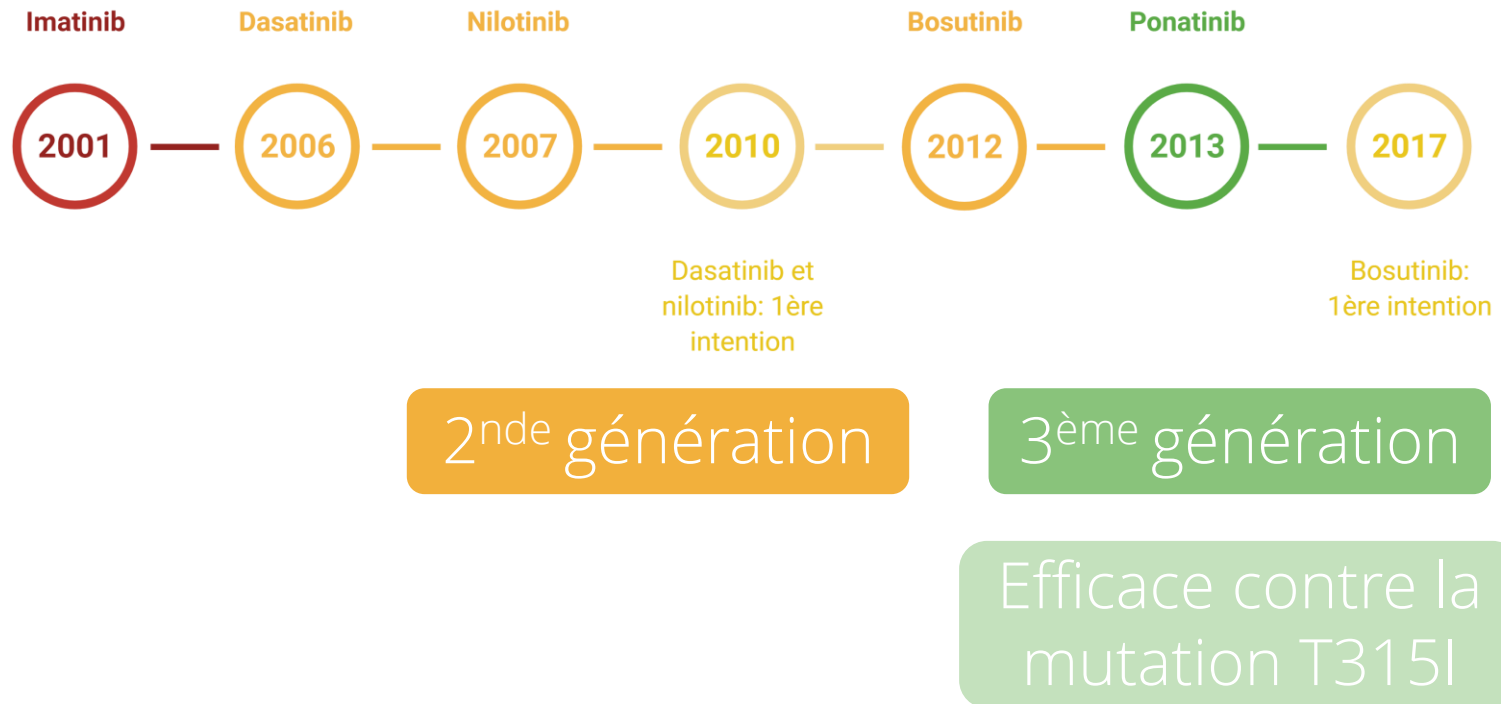 Imatinib
Dasatinib
Nilotinib
Bosutinib
Ponatinib
2001
2006
2007
2010
2012
2013
2017
Dasatinib et
nilotinib: 1ère
intention
Bosutinib:
1ère intention
2nde génération
3ème génération
Efficace contre la
mutation T315I